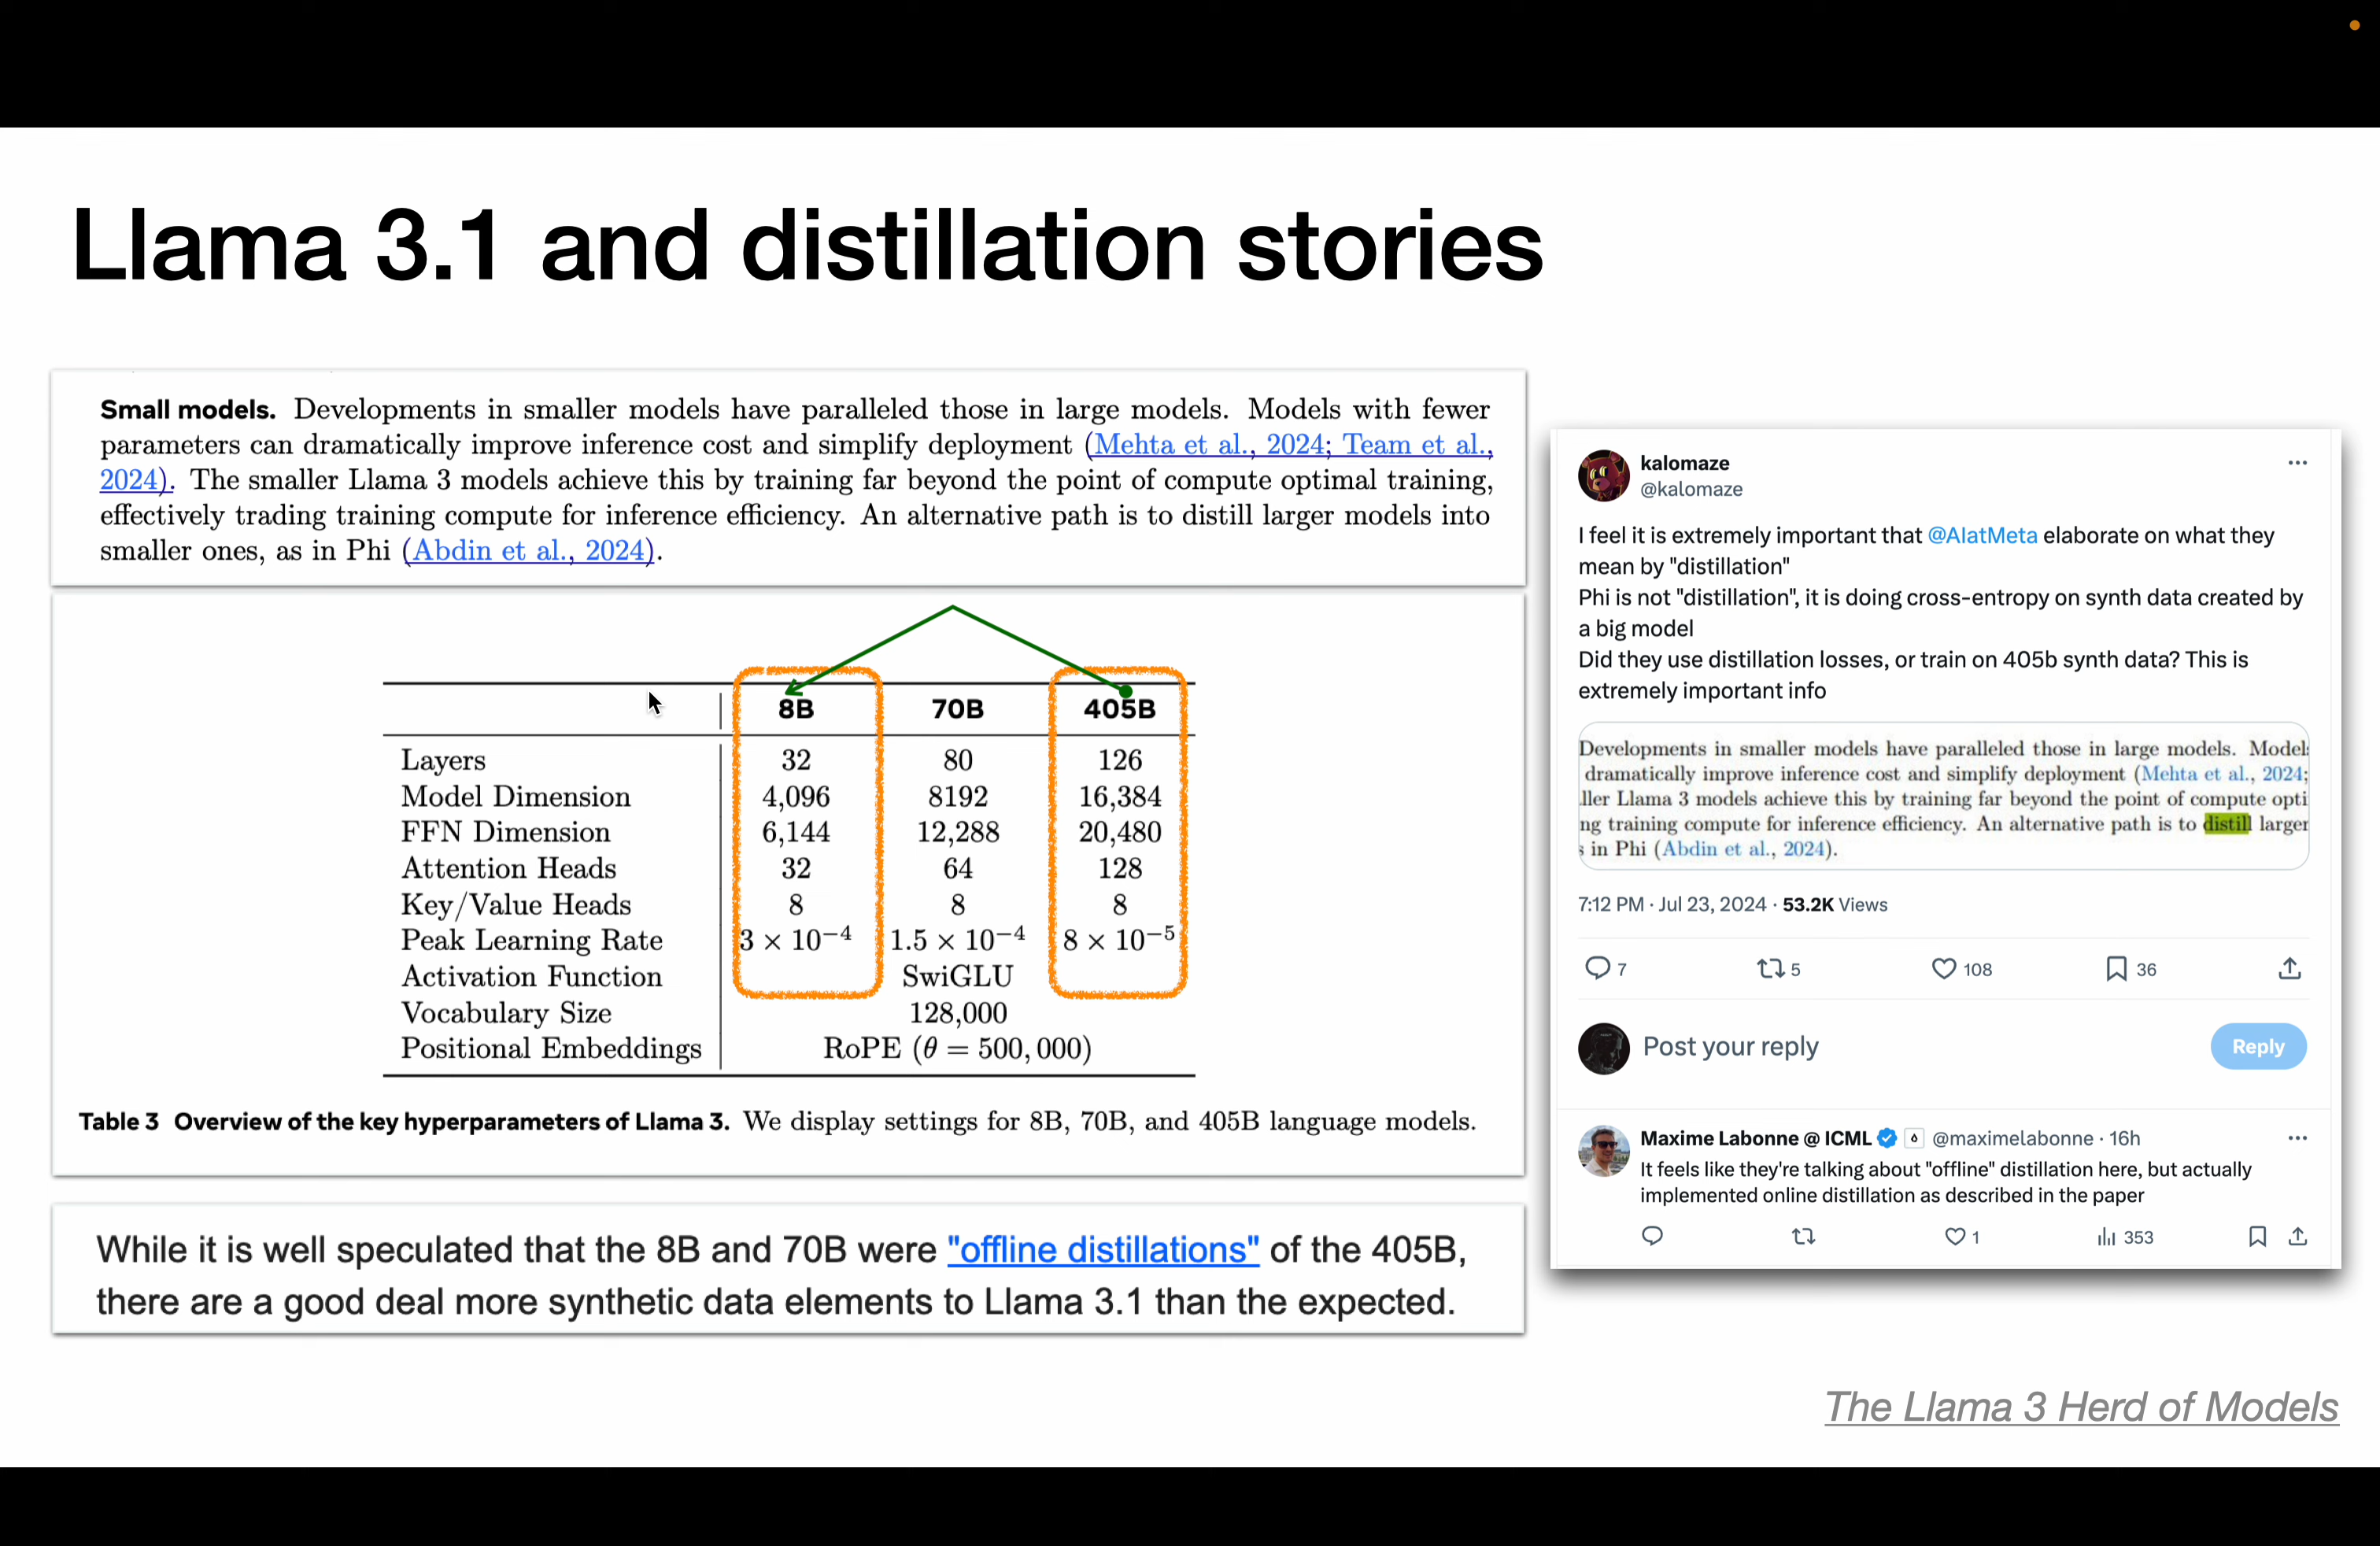 Llama 3.1 and distillation stories
Small models. Developments in smaller models have paralleled those in large models. Models with fewer
parameters can dramatically improve inference cost and simplify deployment (Mehta et al., 2024; Team et al.,
2024). The smaller Llama 3 models achieve this by training far beyond the point of compute optimal training,
effectively trading training compute for inference efficiency. An alternative path is to distill larger models into
smaller ones, as in Phi (Abdin et al., 2024).
8B 70B 405B
Layers 32 80 126
Model Dimension 4,096 8192 16,384
FFN Dimension 6,144 12,288 20,480
Attention Heads 32 64 128
Key/Value Heads 8 8 8
Peak Learning Rate 3 × 10⁻⁴ 1.5 × 10⁻⁴ 8 × 10⁻⁵
Activation Function SwiGLU
Vocabulary Size 128,000
Positional Embeddings RoPE (θ = 500, 000)
Table 3 Overview of the key hyperparameters of Llama 3. We display settings for 8B, 70B, and 405B language models.
While it is well speculated that the 8B and 70B were "offline distillations" of the 405B,
there are a good deal more synthetic data elements to Llama 3.1 than the expected.
kalomaze
@kalomaze
I feel it is extremely important that @AIatMeta elaborate on what they
mean by "distillation"
Phi is not "distillation", it is doing cross-entropy on synth data created by
a big model
Did they use distillation losses, or train on 405b synth data? This is
extremely important info
Developments in smaller models have paralleled those in large models. Model
dramatically improve inference cost and simplify deployment (Mehta et al., 2024;
ller Llama 3 models achieve this by training far beyond the point of compute opti
ng training compute for inference efficiency. An alternative path is to distill larger
s in Phi (Abdin et al., 2024).
7:12 PM · Jul 23, 2024 · 53.2K Views
7 5 108 36
Post your reply
Reply
Maxime Labonne @ ICML @maximelabonne · 16h
It feels like they're talking about "offline" distillation here, but actually
implemented online distillation as described in the paper
1 353
The Llama 3 Herd of Models